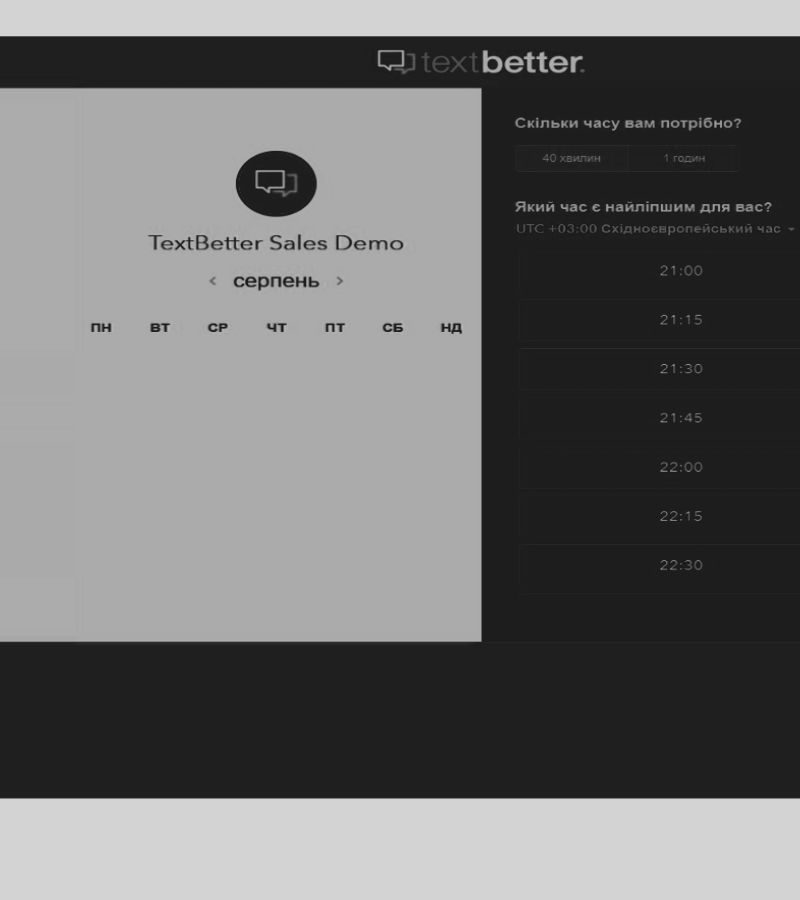 textbetter.
TextBetter Sales Demo
серпень
ПН ВТ СР ЧТ ПТ СБ НД
Скільки часу вам потрібно?
40 хвилин 1 годин
Який час є найліпшим для вас?
UTC +03:00 Східноєвропейський час
21:00
21:15
21:30
21:45
22:00
22:15
22:30